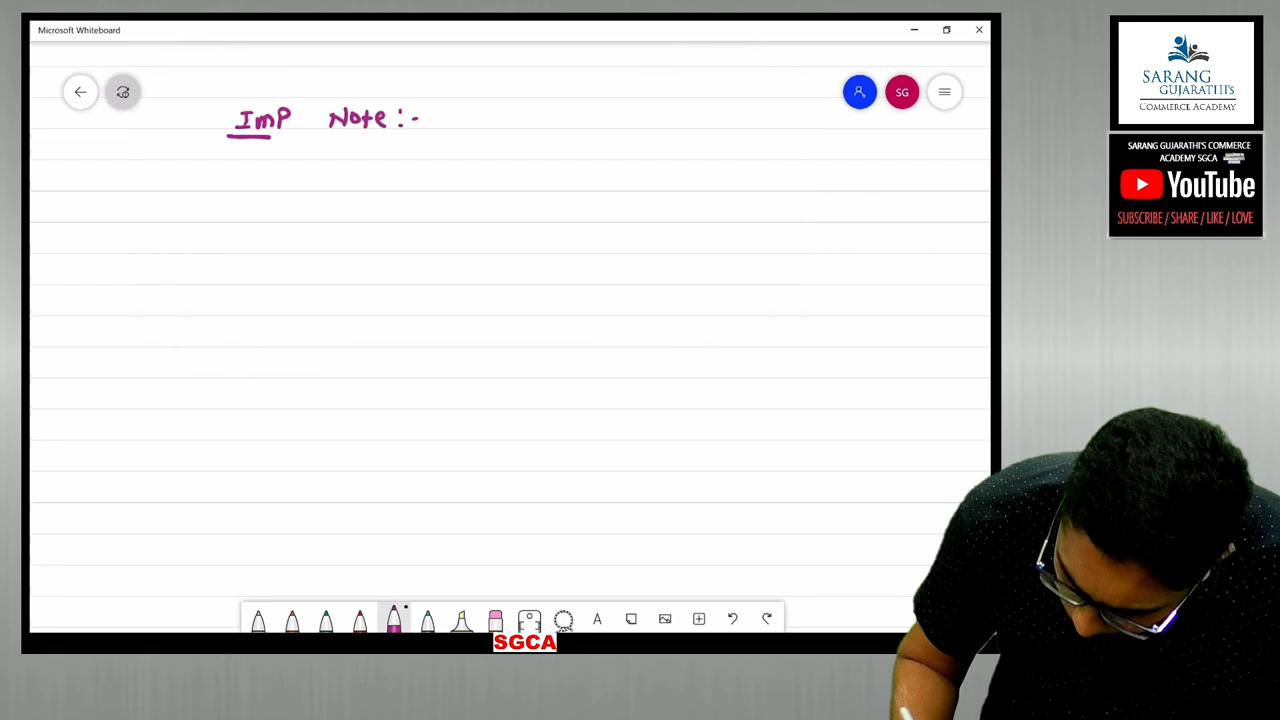 Microsoft Whiteboard
SG
ImP Note :-
SARANG
GUJARATHI'S
COMMERCE ACADEMY
SARANG GUJARATHI'S COMMERCE
ACADEMY SGCA
YouTube
SUBSCRIBE / SHARE / LIKE / LOVE
A
SGCA